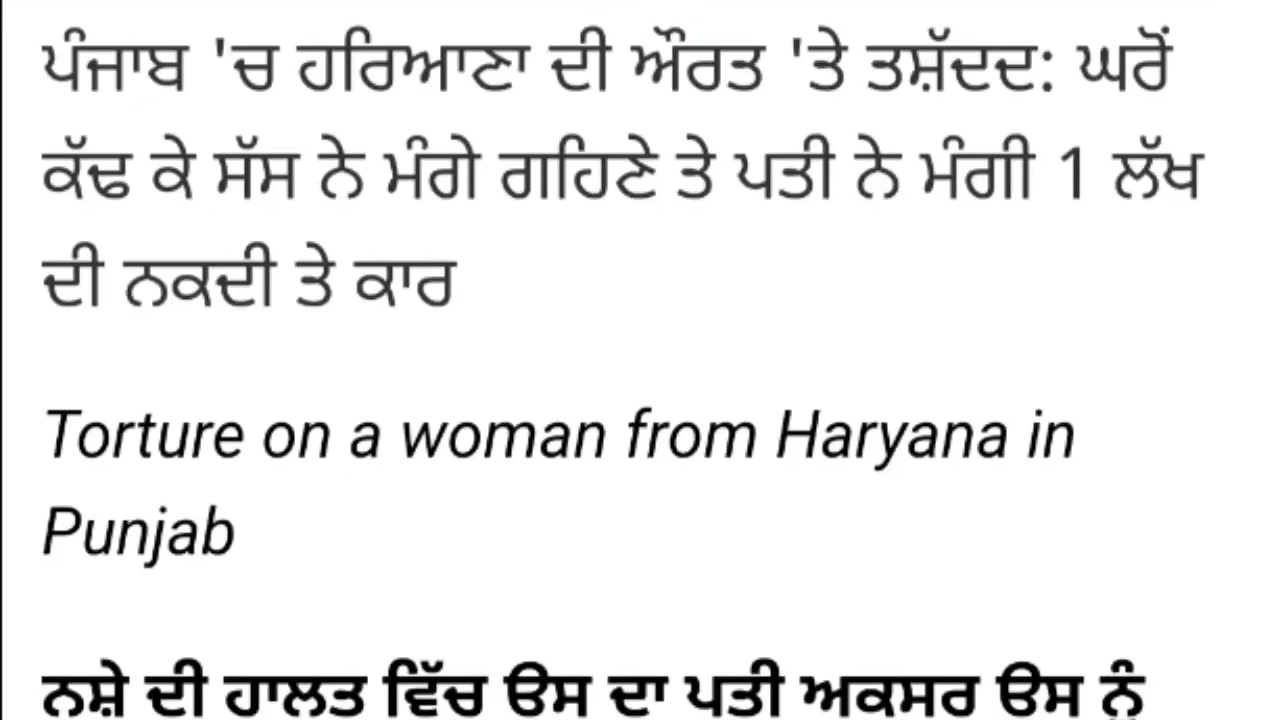 ਪੰਜਾਬ 'ਚ ਹਰਿਆਣਾ ਦੀ ਔਰਤ 'ਤੇ ਤਸ਼ੱਦਦ: ਘਰੋਂ
ਕੱਢ ਕੇ ਸੱਸ ਨੇ ਮੰਗੇ ਗਹਿਣੇ ਤੇ ਪਤੀ ਨੇ ਮੰਗੀ 1 ਲੱਖ
ਦੀ ਨਕਦੀ ਤੇ ਕਾਰ
Torture on a woman from Haryana in
Punjab
ਨਸ਼ੇ ਦੀ ਹਾਲਤ ਵਿੱਚ ਉਸ ਦਾ ਪਤੀ ਅਕਸਰ ਉਸ ਨੂੰ